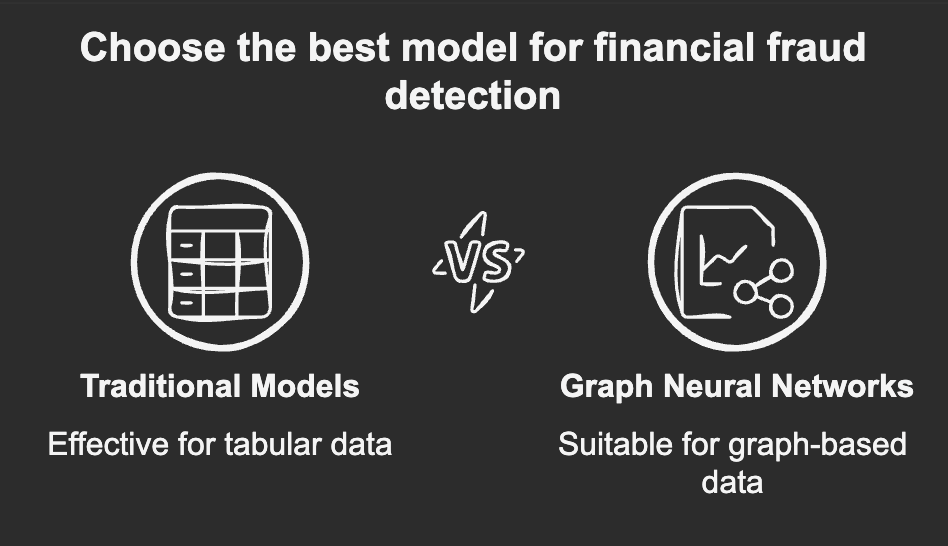 Choose the best model for financial fraud
detection
VS
Traditional Models
Graph Neural Networks
Effective for tabular data
Suitable for graph-based
data